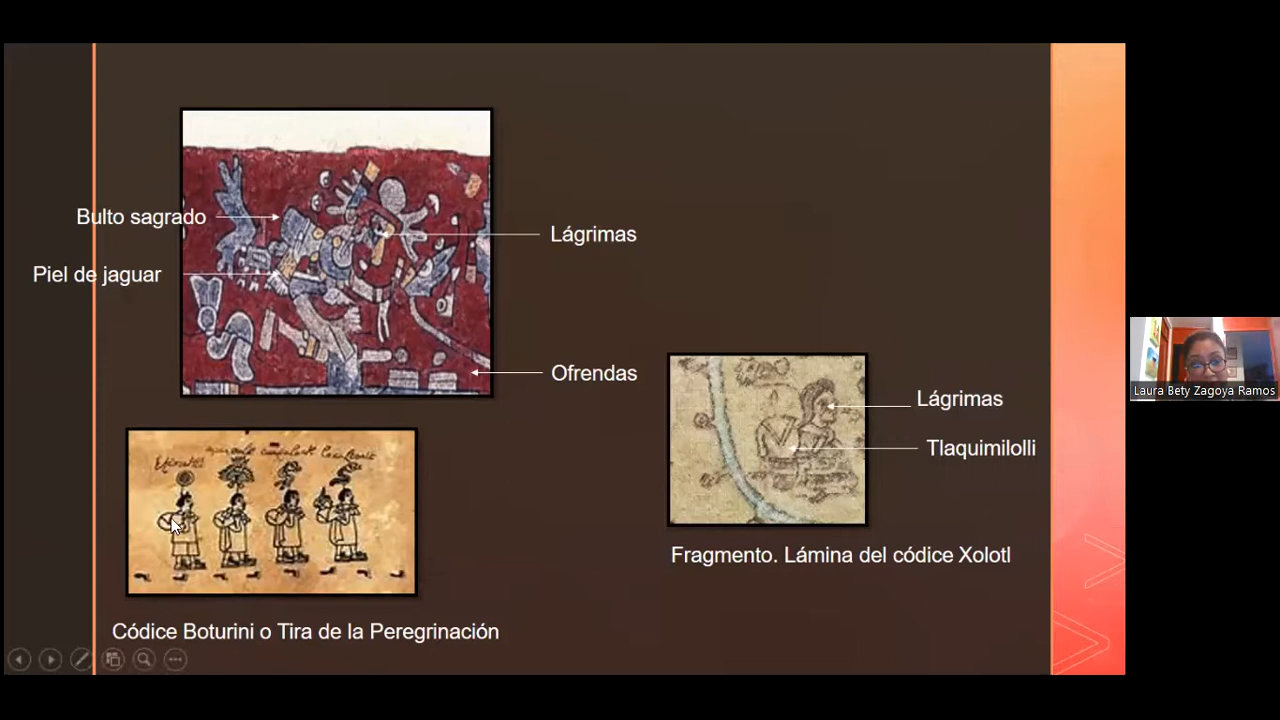 Bulto sagrado
Lágrimas
Piel de jaguar
Ofrendas
Lágrimas
Tlaquimilolli
Fragmento. Lámina del códice Xolotl
Códice Boturini o Tira de la Peregrinación
Laura Bety Zagoya Ramos